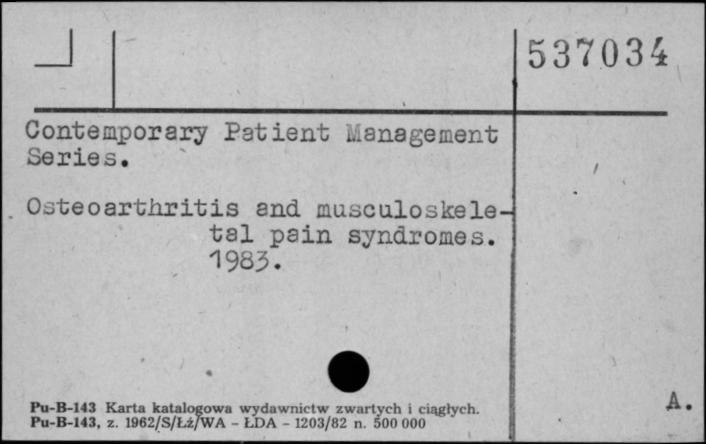 537034
Contemporary Patient Management
Series.
Osteoarthritis and musculoskele-
tal pain syndromes.
1983.
A.
Pu-B-143 Karta katalogowa wydawnictw zwartych i ciągłych.
Pu-B-143, z. 1962/S/Łż/WA - ŁDA - 1203/82 n. 500 000